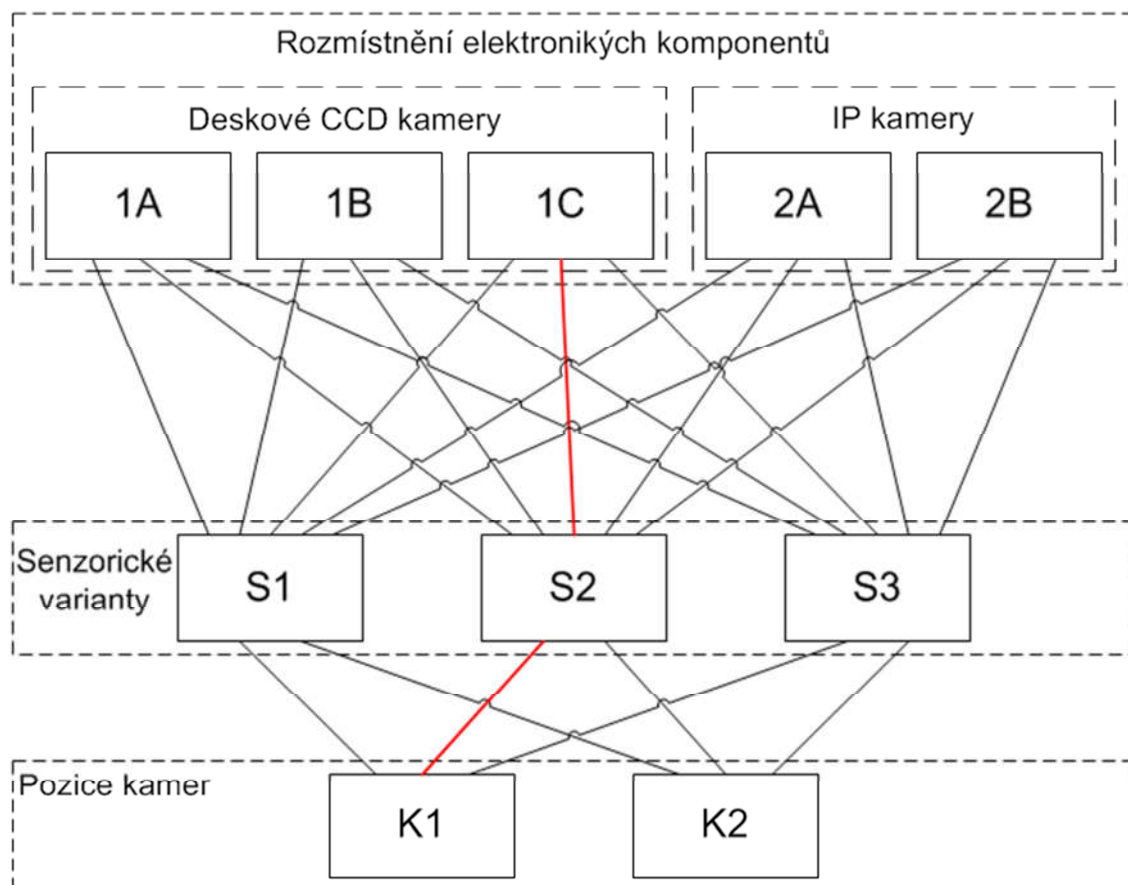 Rozmístnění elektronikých komponentů
Deskové CCD kamery
IP kamery
1A
1B
1C
2A
2B
Senzorické
varianty
S1
S2
S3
Pozice kamer
K1
K2